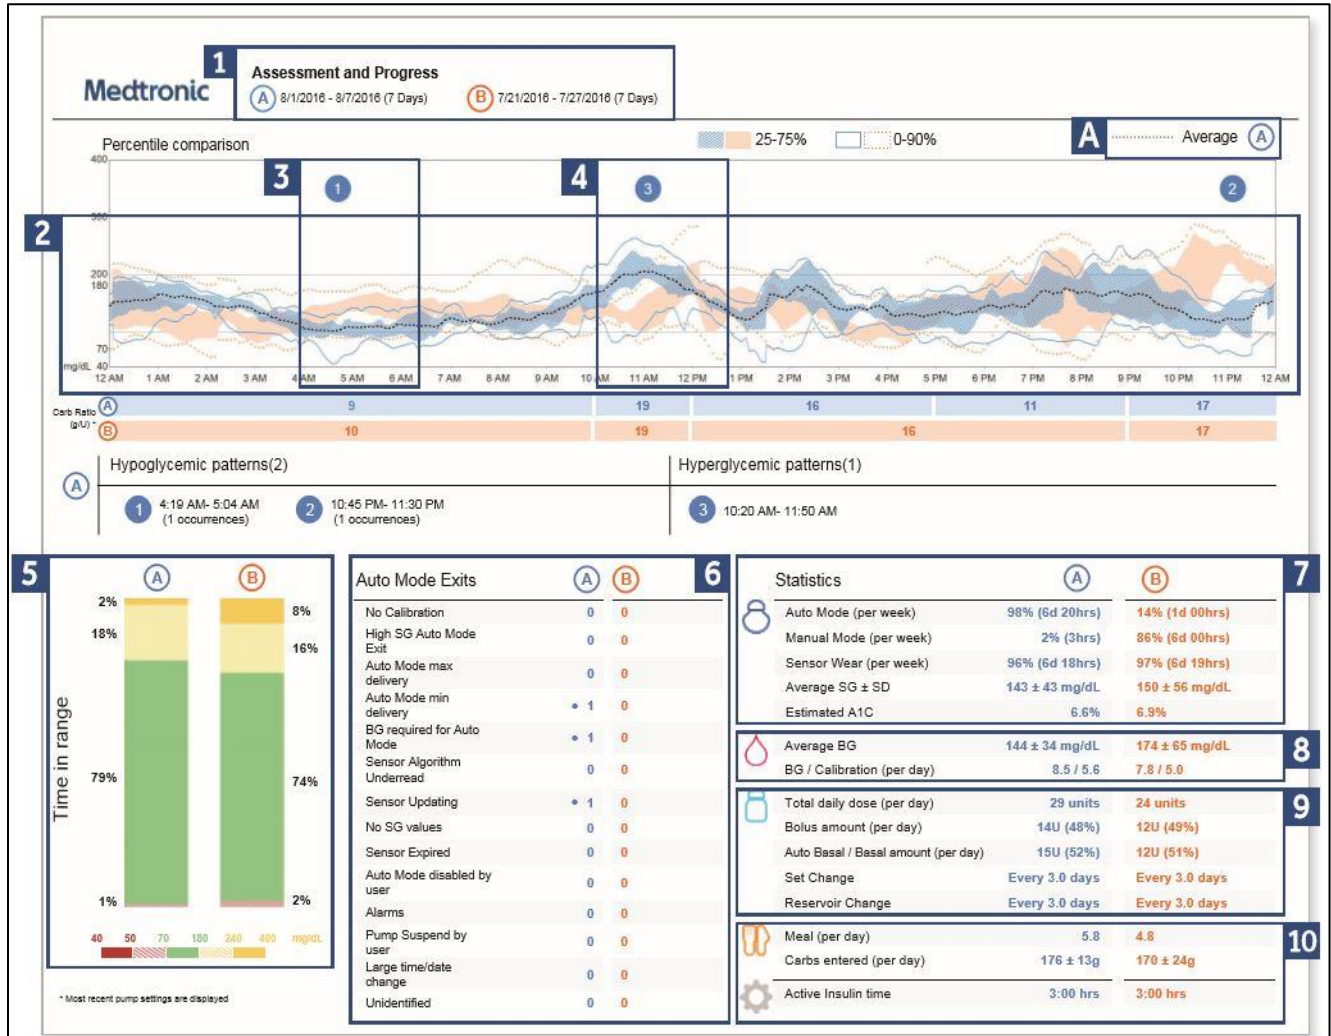 1
Medtronic
Assessment and Progress
A 8/1/2016 - 8/7/2016 (7 Days) B 7/21/2016 - 7/27/2016 (7 Days)
Percentile comparison
25-75% 0-90%
A Average A
3 4
1 3 2
2
400
300
200
180
70
mg/dL 40
12 AM 1 AM 2 AM 3 AM 4 AM 5 AM 6 AM 7 AM 8 AM 9 AM 10 AM 11 AM 12 PM 1 PM 2 PM 3 PM 4 PM 5 PM 6 PM 7 PM 8 PM 9 PM 10 PM 11 PM 12 AM
Carb Ratio
(g/U) *
A 9 19 16 11 17
B 10 19 16 17
A
Hypoglycemic patterns(2) Hyperglycemic patterns(1)
1 4:19 AM- 5:04 AM
(1 occurrences)
2 10:45 PM- 11:30 PM
(1 occurrences)
3 10:20 AM- 11:50 AM
5
A B
Time in range
2% 8%
18% 16%
79% 74%
1% 2%
40 50 70 180 240 400 mg/dL
* Most recent pump settings are displayed
6
Auto Mode Exits A B
No Calibration 0 0
High SG Auto Mode
Exit 0 0
Auto Mode max
delivery 0 0
Auto Mode min
delivery • 1 0
BG required for Auto
Mode • 1 0
Sensor Algorithm
Underread 0 0
Sensor Updating • 1 0
No SG values 0 0
Sensor Expired 0 0
Auto Mode disabled by
user 0 0
Alarms 0 0
Pump Suspend by
user 0 0
Large time/date
change 0 0
Unidentified 0 0
7
Statistics A B
Auto Mode (per week) 98% (6d 20hrs) 14% (1d 00hrs)
Manual Mode (per week) 2% (3hrs) 86% (6d 00hrs)
Sensor Wear (per week) 96% (6d 18hrs) 97% (6d 19hrs)
Average SG ± SD 143 ± 43 mg/dL 150 ± 56 mg/dL
Estimated A1C 6.6% 6.9%
8
Average BG 144 ± 34 mg/dL 174 ± 65 mg/dL
BG / Calibration (per day) 8.5 / 5.6 7.8 / 5.0
9
Total daily dose (per day) 29 units 24 units
Bolus amount (per day) 14U (48%) 12U (49%)
Auto Basal / Basal amount (per day) 15U (52%) 12U (51%)
Set Change Every 3.0 days Every 3.0 days
Reservoir Change Every 3.0 days Every 3.0 days
10
Meal (per day) 5.8 4.8
Carbs entered (per day) 176 ± 13g 170 ± 24g
Active Insulin time 3:00 hrs 3:00 hrs